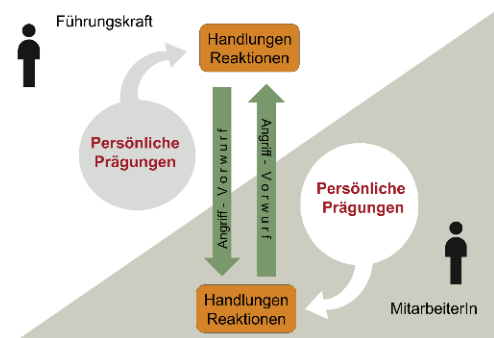 Führungskraft
Handlungen
Reaktionen
Persönliche
Prägungen
Angriff - Vorwurf
Angriff - Vorwurf
Persönliche
Prägungen
Handlungen
Reaktionen
MitarbeiterIn